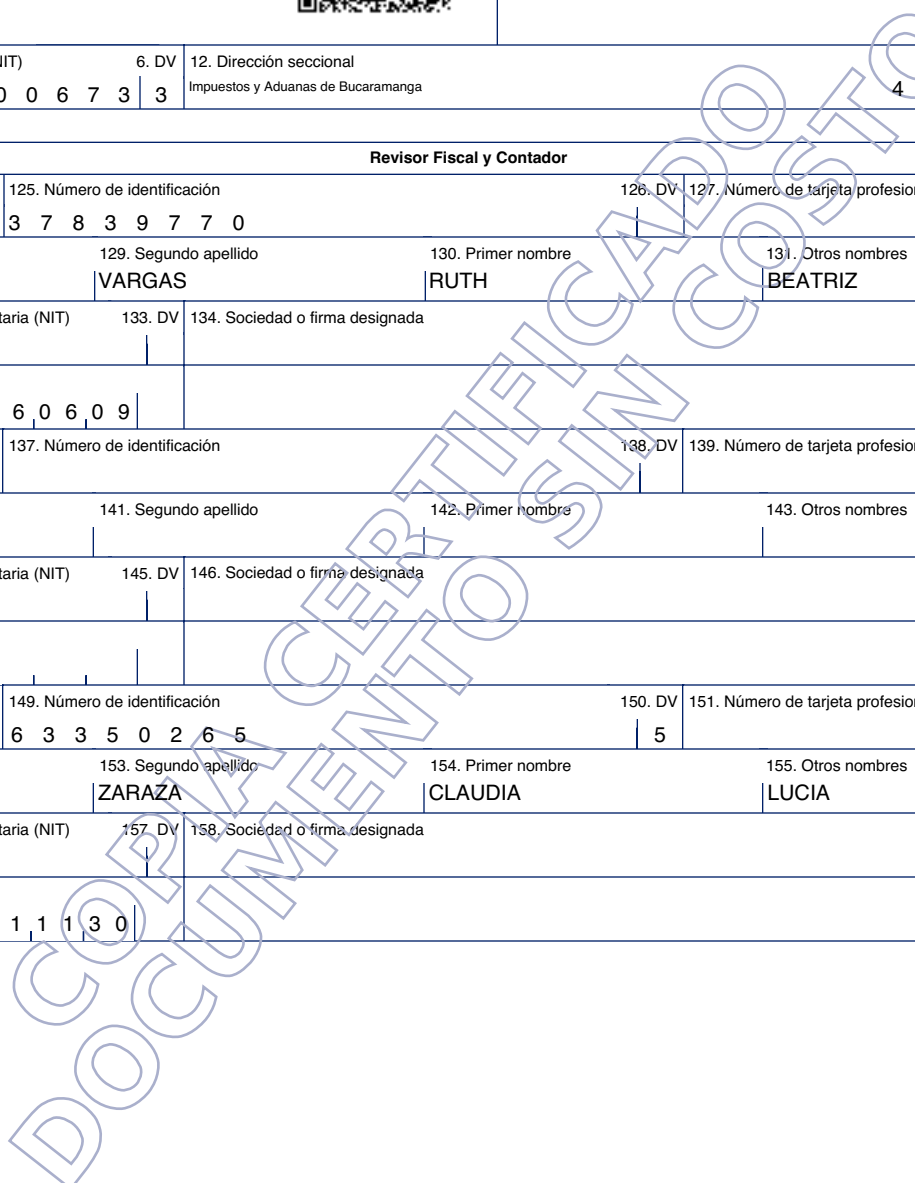 NIT) 6. DV 12. Dirección seccional
0 0 6 7 3 3 Impuestos y Aduanas de Bucaramanga 4
Revisor Fiscal y Contador
125. Número de identificación 126. DV 127. Número de tarjeta profesion
3 7 8 3 9 7 7 0
129. Segundo apellido 130. Primer nombre 131. Otros nombres
VARGAS RUTH BEATRIZ
taria (NIT) 133. DV 134. Sociedad o firma designada
6 0 6 0 9
137. Número de identificación 138. DV 139. Número de tarjeta profesion
141. Segundo apellido 142. Primer nombre 143. Otros nombres
taria (NIT) 145. DV 146. Sociedad o firma designada
149. Número de identificación 150. DV 151. Número de tarjeta profesion
6 3 3 5 0 2 6 5 5
153. Segundo apellido 154. Primer nombre 155. Otros nombres
ZARAZA CLAUDIA LUCIA
taria (NIT) 157. DV 158. Sociedad o firma designada
1 1 1 3 0
COPIA CERTIFICADO
DOCUMENTO SIN COSTO